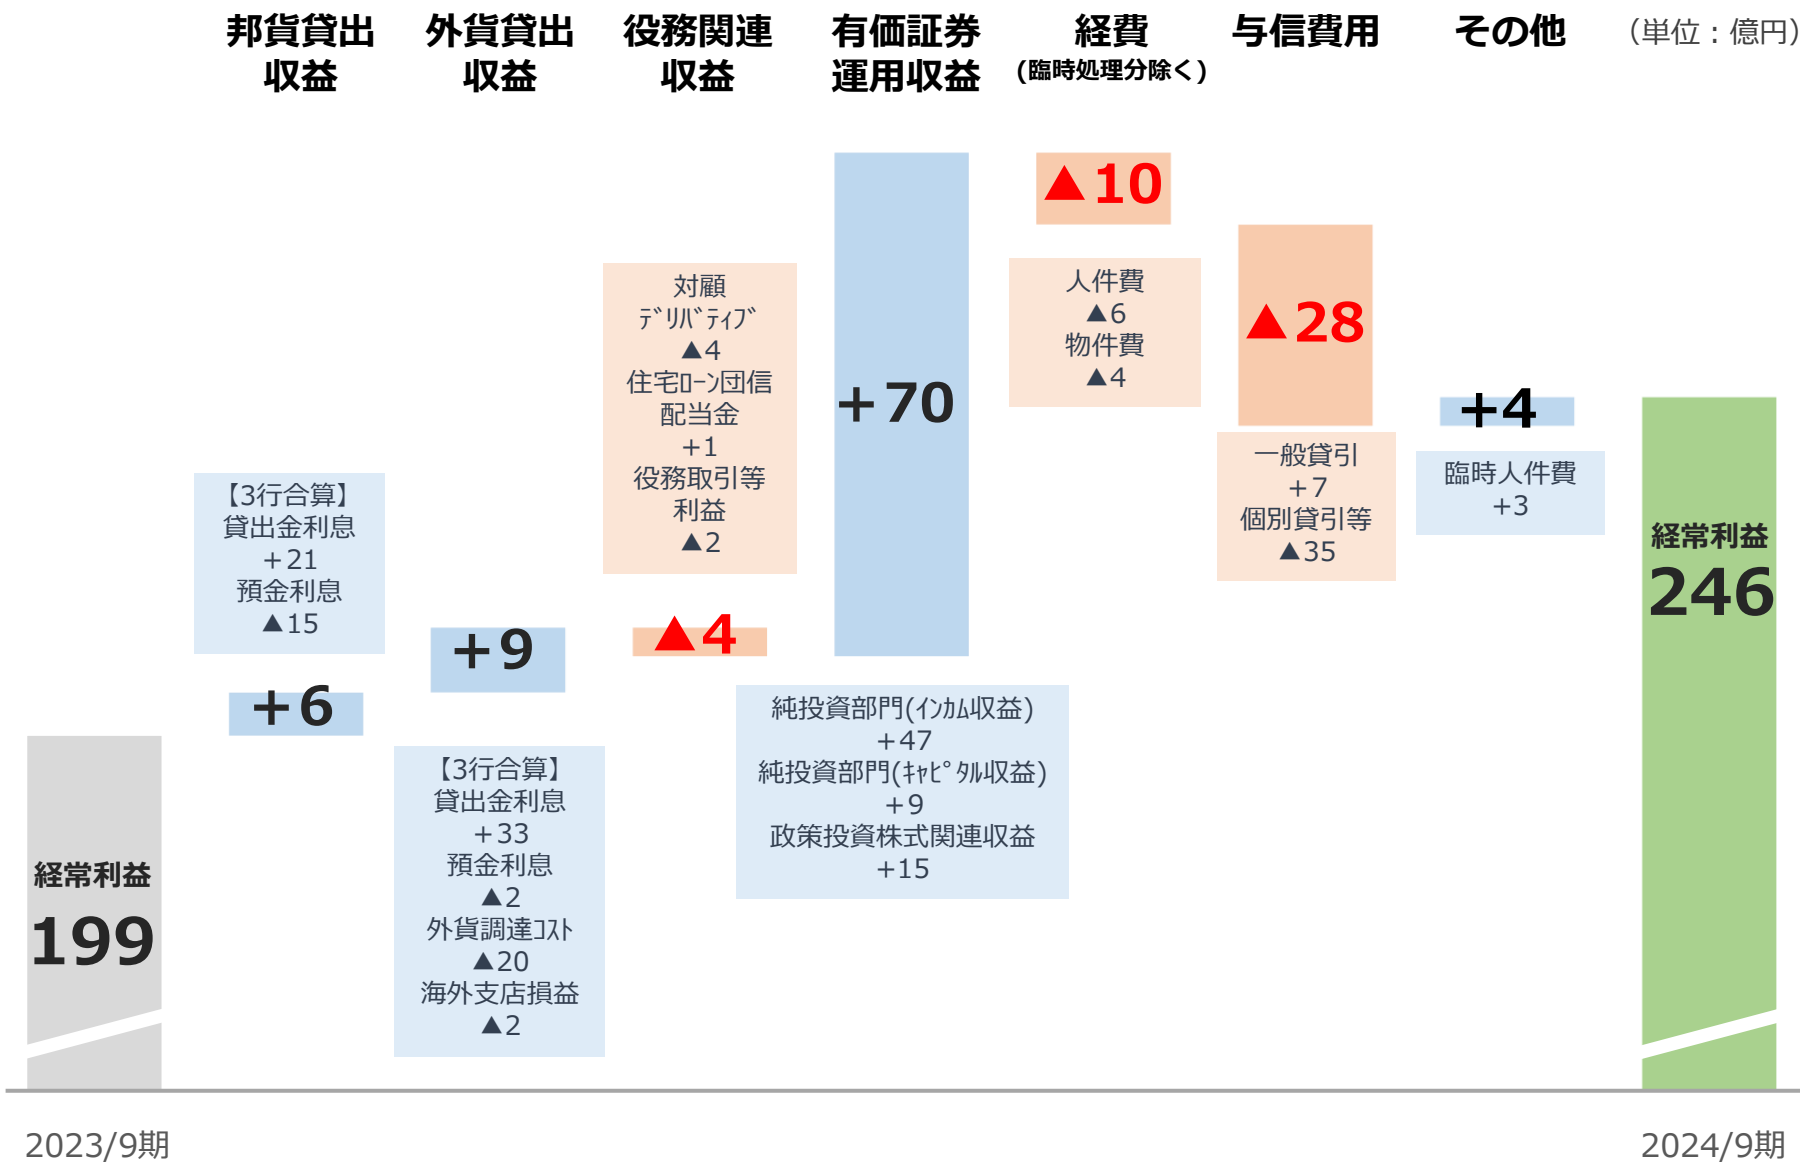 邦貨貸出
収益
外貨貸出
収益
役務関連
収益
有価証券
運用収益
経費
(臨時処理分除く)
与信費用
その他
（単位：億円）
経常利益
199
【3行合算】
貸出金利息
＋21
預金利息
▲15
＋6
＋9
【3行合算】
貸出金利息
＋33
預金利息
▲2
外貨調達ｺｽﾄ
▲20
海外支店損益
▲2
対顧
ﾃﾞﾘﾊﾞﾃｨﾌﾞ
▲4
住宅ﾛｰﾝ団信
配当金
+1
役務取引等
利益
▲2
▲4
＋70
純投資部門(ｲﾝｶﾑ収益)
＋47
純投資部門(ｷｬﾋﾟﾀﾙ収益)
＋9
政策投資株式関連収益
+15
▲10
人件費
▲6
物件費
▲4
▲28
一般貸引
＋7
個別貸引等
▲35
+4
臨時人件費
+3
経常利益
246
2023/9期
2024/9期